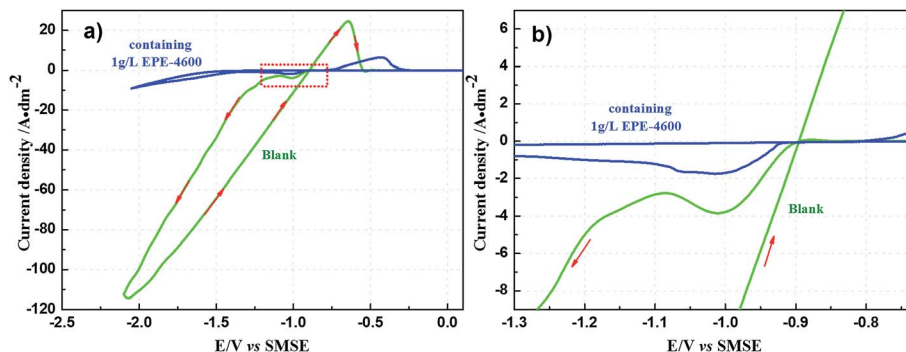 a)
containing
1g/L EPE-4600
Blank
Current density /A•dm-2
20
0
-20
-40
-60
-80
-100
-120
-2.5
-2.0
-1.5
-1.0
-0.5
0.0
E/V vs SMSE
b)
containing
1g/L EPE-4600
Blank
Current density /A•dm-2
6
4
2
0
-2
-4
-6
-8
-1.3
-1.2
-1.1
-1.0
-0.9
-0.8
E/V vs SMSE